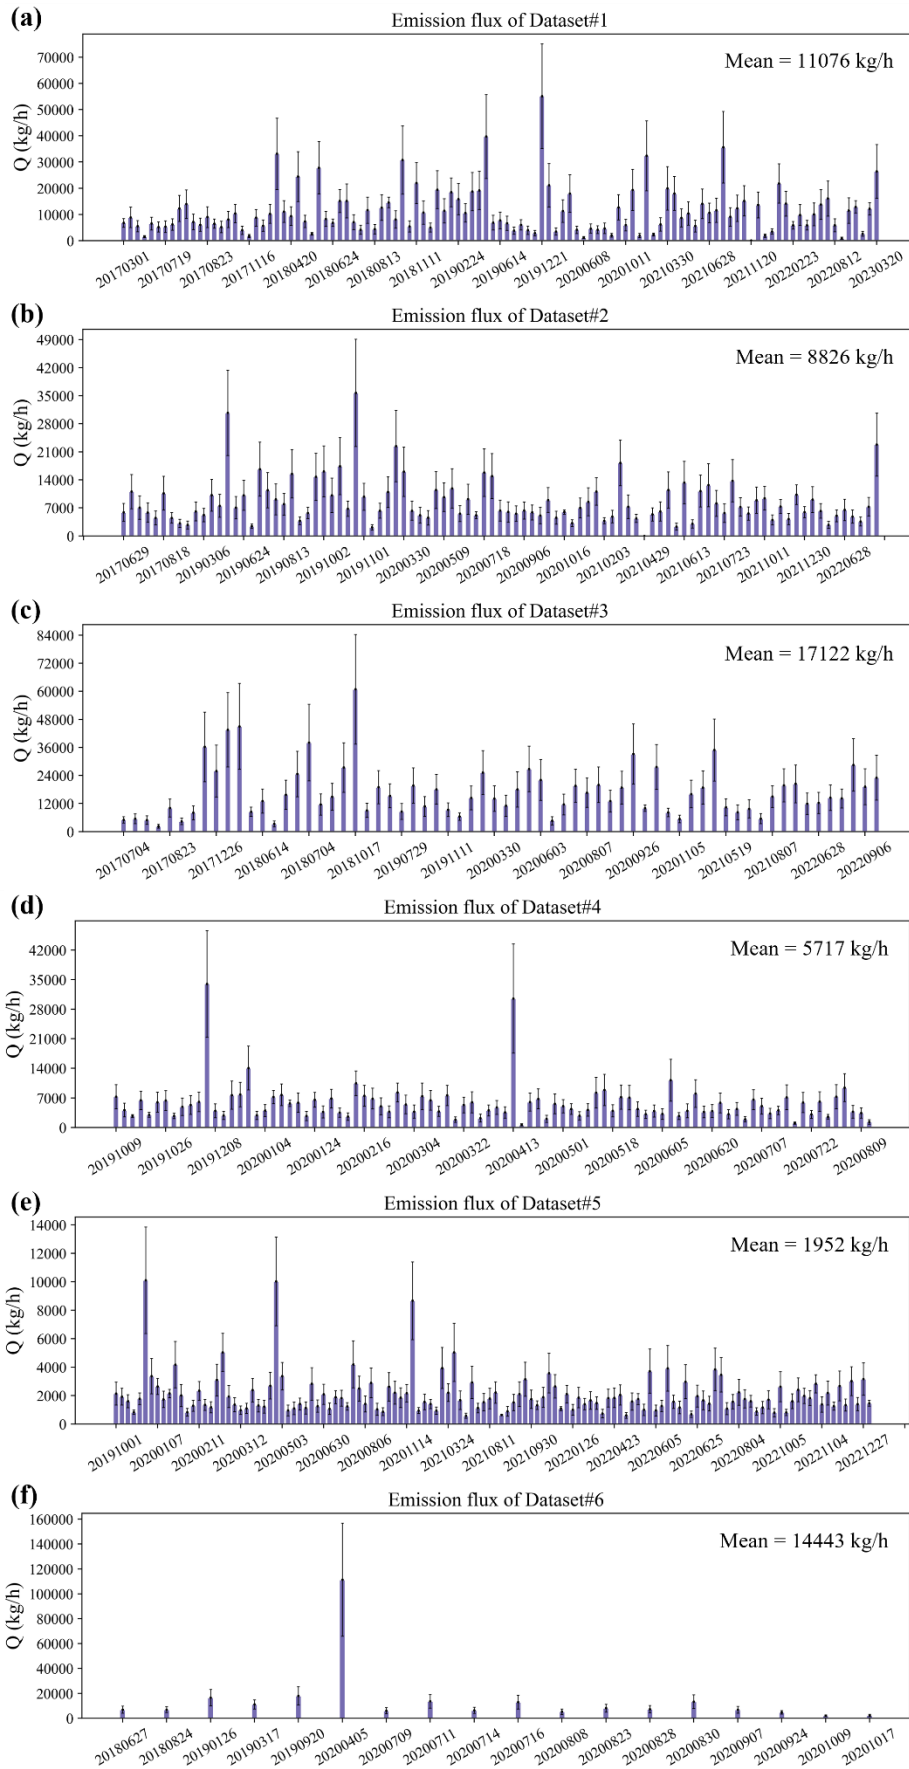 (a)
Emission flux of Dataset#1
Mean = 11076 kg/h
Q (kg/h)
70000
60000
50000
40000
30000
20000
10000
0
20170301 20170719 20170823 20171116 20180420 20180624 20180813 20181111 20190224 20190614 20191221 20200608 20201011 20210330 20210628 20211120 20220223 20220812 20230320
(b)
Emission flux of Dataset#2
Mean = 8826 kg/h
Q (kg/h)
49000
42000
35000
28000
21000
14000
7000
0
20170629 20170818 20190306 20190624 20190813 20191002 20191101 20200330 20200509 20200718 20200906 20201016 20210203 20210429 20210613 20210723 20211011 20211130 20220628
(c)
Emission flux of Dataset#3
Mean = 17122 kg/h
Q (kg/h)
84000
72000
60000
48000
36000
24000
12000
0
20170704 20170823 20171226 20180614 20180704 20181017 20190729 20191111 20200330 20200603 20200807 20200926 20201105 20210519 20210807 20220628 20220906
(d)
Emission flux of Dataset#4
Mean = 5717 kg/h
Q (kg/h)
42000
35000
28000
21000
14000
7000
0
20191009 20191026 20191208 20200104 20200124 20200216 20200304 20200322 20200413 20200501 20200518 20200605 20200620 20200707 20200722 20200809
(e)
Emission flux of Dataset#5
Mean = 1952 kg/h
Q (kg/h)
14000
12000
10000
8000
6000
4000
2000
0
20191001 20200107 20200211 20200312 20200503 20200630 20200806 20201114 20210324 20210811 20210930 20220126 20220423 20220605 20220625 20220804 20221005 20221104 20221227
(f)
Emission flux of Dataset#6
Mean = 14443 kg/h
Q (kg/h)
160000
140000
120000
100000
80000
60000
40000
20000
0
20180627 20180824 20190126 20190317 20190920 20200405 20200709 20200711 20200714 20200716 20200808 20200823 20200828 20200830 20200907 20200924 20201009 20201017